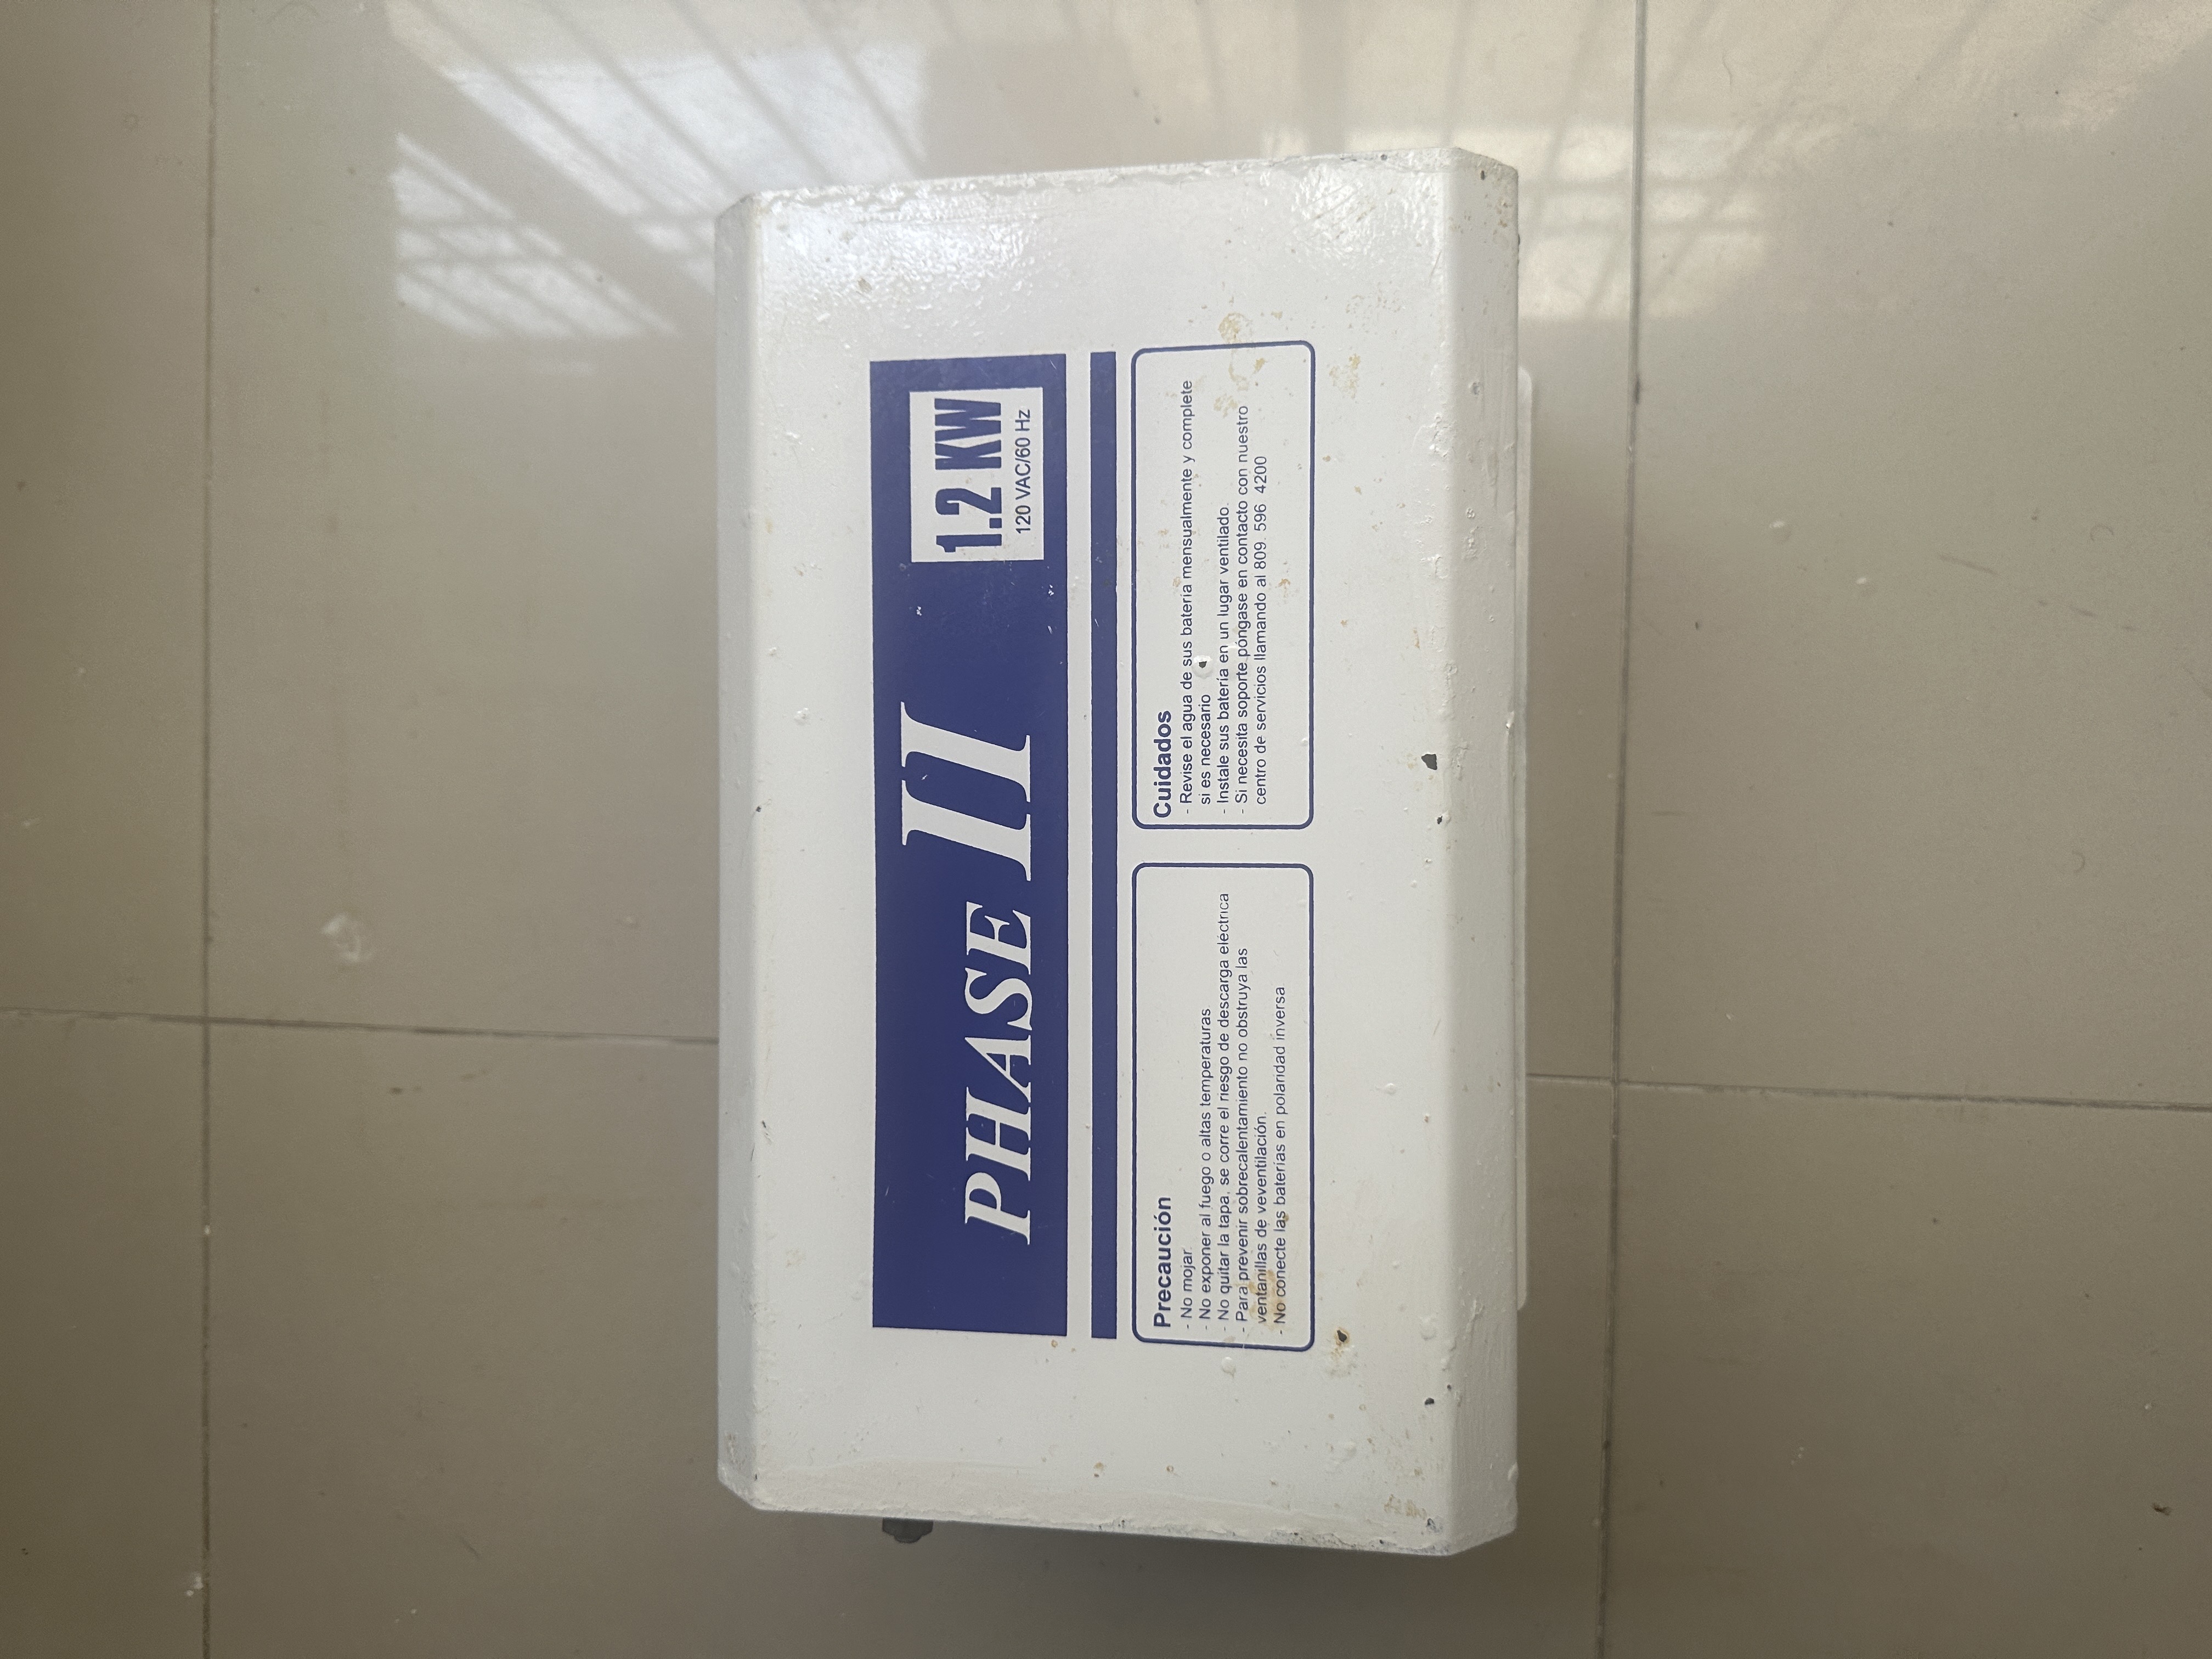 PHASE II
1.2 KW
120 VAC/60 Hz
Precaución
- No mojar
- No exponer al fuego o altas temperaturas
- No quitar la tapa, se corre el riesgo de descarga eléctrica
- Para prevenir sobrecalentamiento no obstruya las
ventanillas de veventilación.
- No conecte las baterías en polaridad inversa
Cuidados
- Revise el agua de sus batería mensualmente y complete
si es necesario
- Instale sus batería en un lugar ventilado.
- Si necesita soporte póngase en contacto con nuestro
centro de servicios llamando al 809. 596 4200